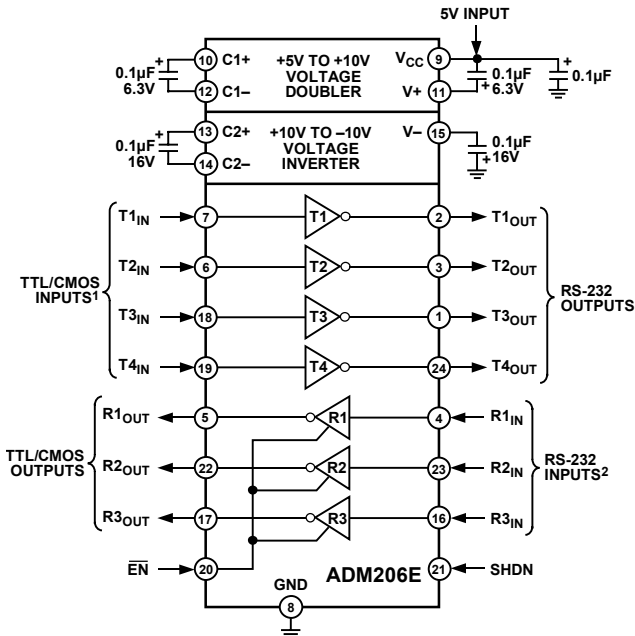 5V INPUT
10 C1+ +5V TO +10V VCC 9
0.1µF + VOLTAGE + 0.1µF + 0.1µF
6.3V 12 C1– DOUBLER V+ 11 + 6.3V
13 C2+ +10V TO –10V V– 15
0.1µF + VOLTAGE 0.1µF
16V 14 C2– INVERTER + 16V
T1IN 7 T1 2 T1OUT
T2IN 6 T2 3 T2OUT
TTL/CMOS
INPUTS1
RS-232
OUTPUTS
T3IN 18 T3 1 T3OUT
T4IN 19 T4 24 T4OUT
R1OUT 5 R1 4 R1IN
TTL/CMOS
OUTPUTS
R2OUT 22 R2 23 R2IN
RS-232
INPUTS2
R3OUT 17 R3 16 R3IN
EN 20 ADM206E 21 SHDN
GND
8